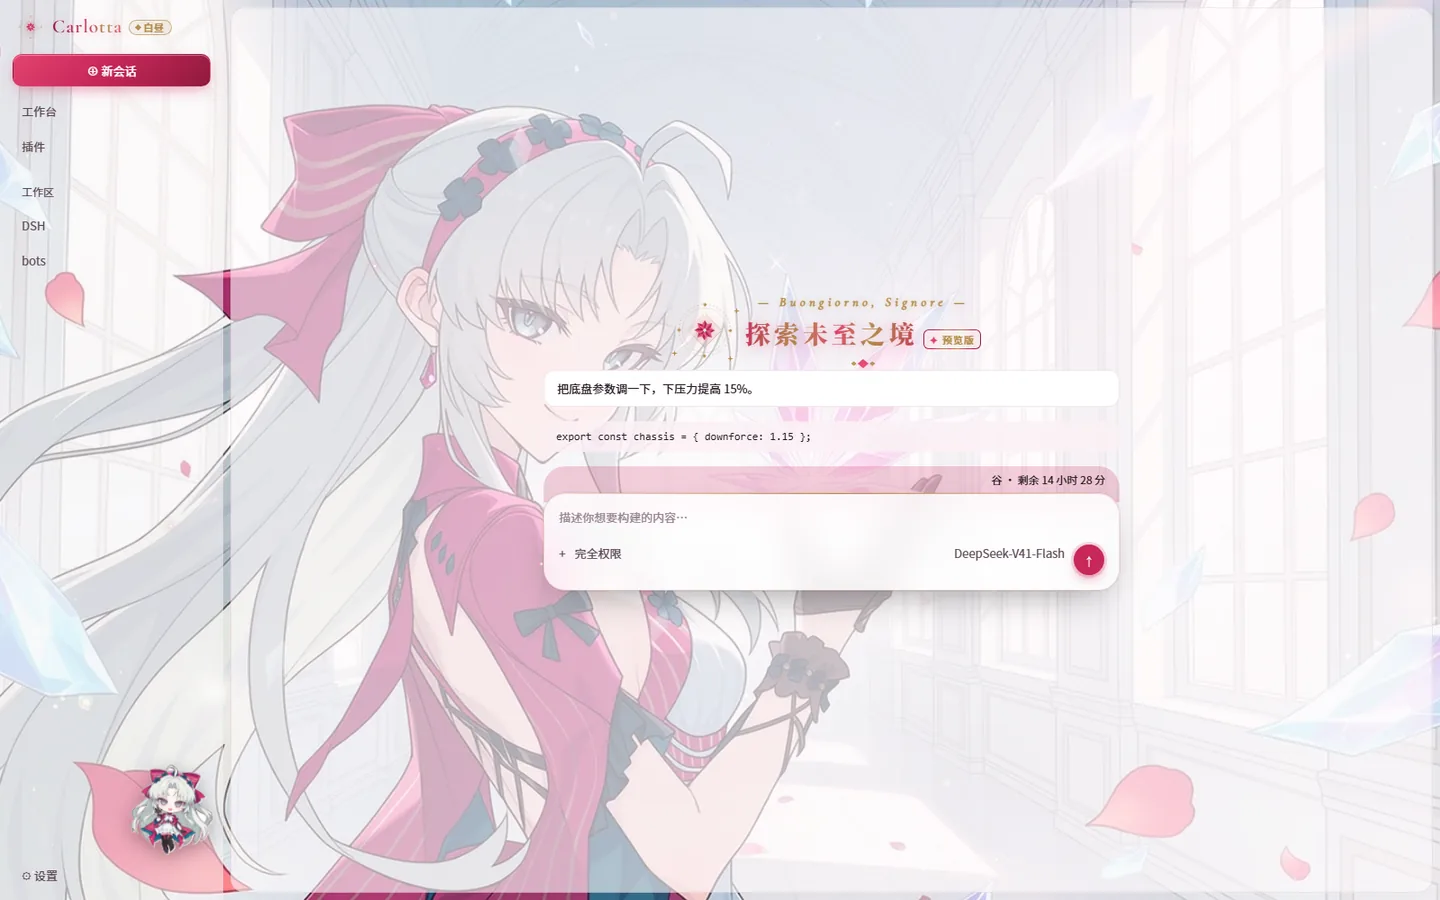 Carlotta ✦白昼
⊕ 新会话
工作台
插件
工作区
DSH
bots
— Buongiorno, Signore —
探索未至之境 ✦ 预览版
把底盘参数调一下，下压力提高 15%。
export const chassis = { downforce: 1.15 };
谷 · 剩余 14 小时 28 分
描述你想要构建的内容…
+ 完全权限 DeepSeek-V41-Flash ↑
⚙ 设置